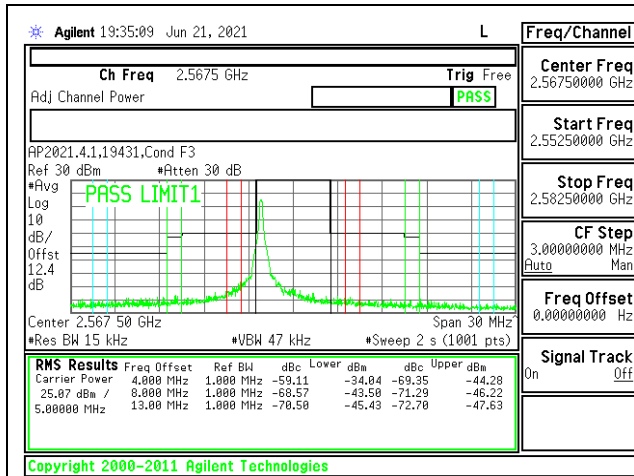 Agilent 19:35:09 Jun 21, 2021 L Freq/Channel
Ch Freq 2.5675 GHz Trig Free
Adj Channel Power PASS
Center Freq
2.56750000 GHz
Start Freq
2.55250000 GHz
Stop Freq
2.58250000 GHz
CF Step
3.00000000 MHz
Auto Man
Freq Offset
0.00000000 Hz
Signal Track
On Off
AP2021.4.1,19431,Cond F3
Ref 30 dBm #Atten 30 dB
#Avg
Log
10
dB/
Offst
12.4
dB
PASS LIMIT1
Center 2.567 50 GHz Span 30 MHz
#Res BW 15 kHz #VBW 47 kHz #Sweep 2 s (1001 pts)
RMS Results Freq Offset Ref BW dBc Lower dBm dBc Upper dBm
Carrier Power 4.000 MHz 1.000 MHz -59.11 -34.04 -69.35 -44.28
25.07 dBm / 8.000 MHz 1.000 MHz -68.57 -43.50 -71.29 -46.22
5.00000 MHz 13.00 MHz 1.000 MHz -70.50 -45.43 -72.70 -47.63
Copyright 2000-2011 Agilent Technologies